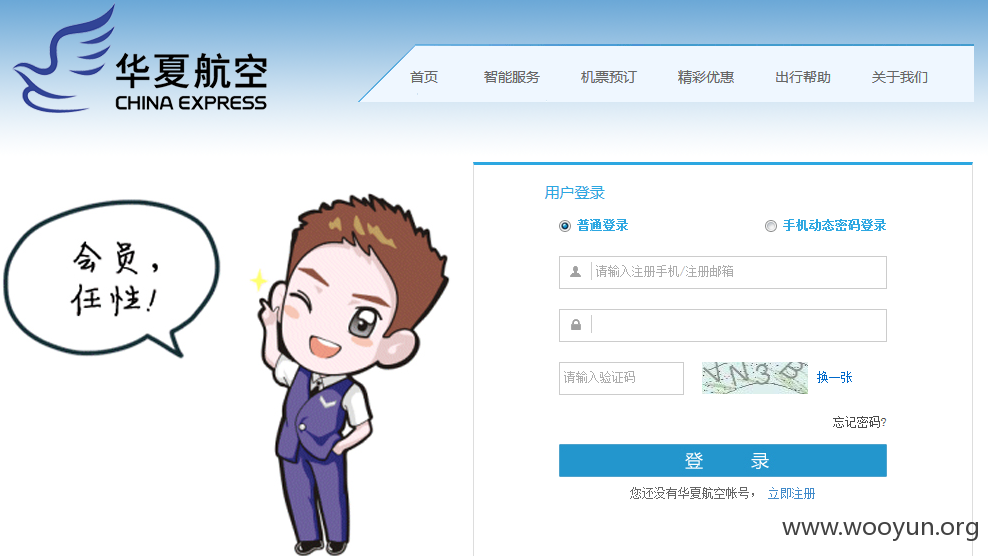 华夏航空
CHINA EXPRESS
首页 智能服务 机票预订 精彩优惠 出行帮助 关于我们
会员，
任性！
用户登录
普通登录 手机动态密码登录
请输入注册手机/注册邮箱
请输入验证码 VN3B 换一张
忘记密码?
登 录
您还没有华夏航空帐号， 立即注册
www.wooyun.org